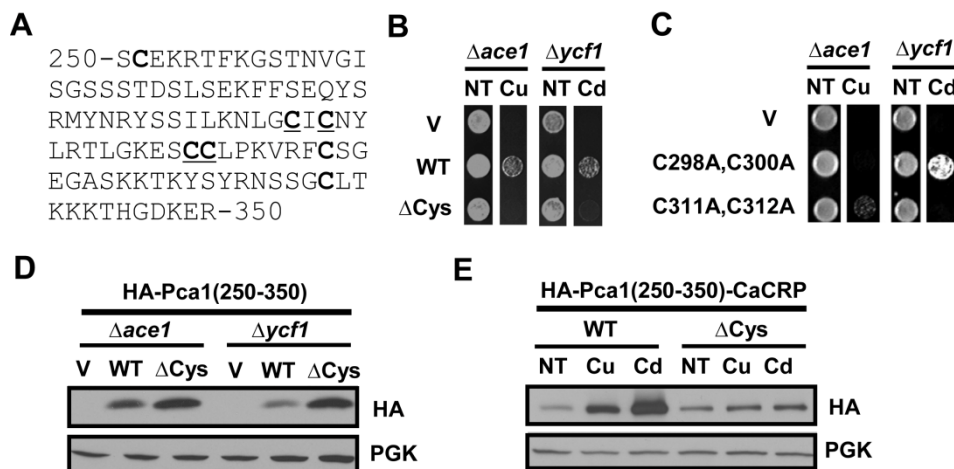 A
250-SCEKRTFKGSTNVGI
SGSSSTDSLSEKFFSEQYS
RMYNRYSSILKNLGCICNY
LRTLGKESCCLPKVRFCSG
EGASKKTKYSYRNSSGCLT
KKKTHGDKER-350
B
Δace1 Δycf1
NT Cu NT Cd
V
WT
ΔCys
C
Δace1 Δycf1
NT Cu NT Cd
V
C298A,C300A
C311A,C312A
D
HA-Pca1(250-350)
Δace1 Δycf1
V WT ΔCys V WT ΔCys
HA
PGK
E
HA-Pca1(250-350)-CaCRP
WT ΔCys
NT Cu Cd NT Cu Cd
HA
PGK